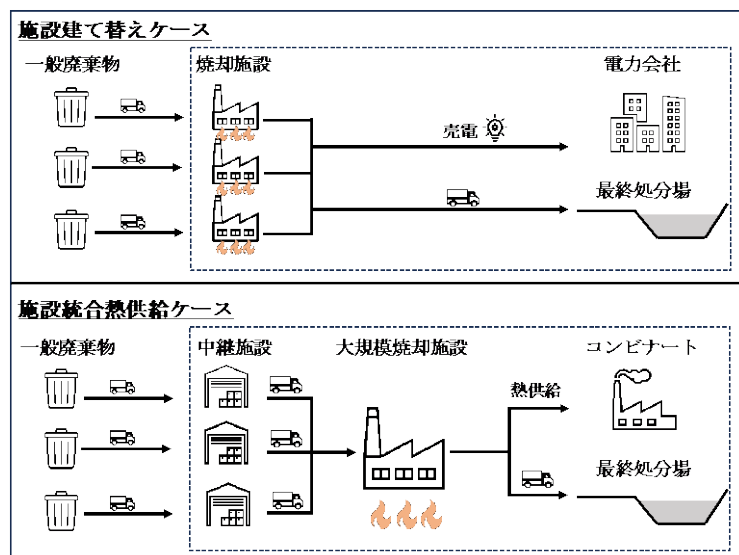 施設建て替えケース
一般廃棄物
焼却施設
電力会社
売電
最終処分場
施設統合熱供給ケース
一般廃棄物
中継施設
大規模焼却施設
コンビナート
熱供給
最終処分場